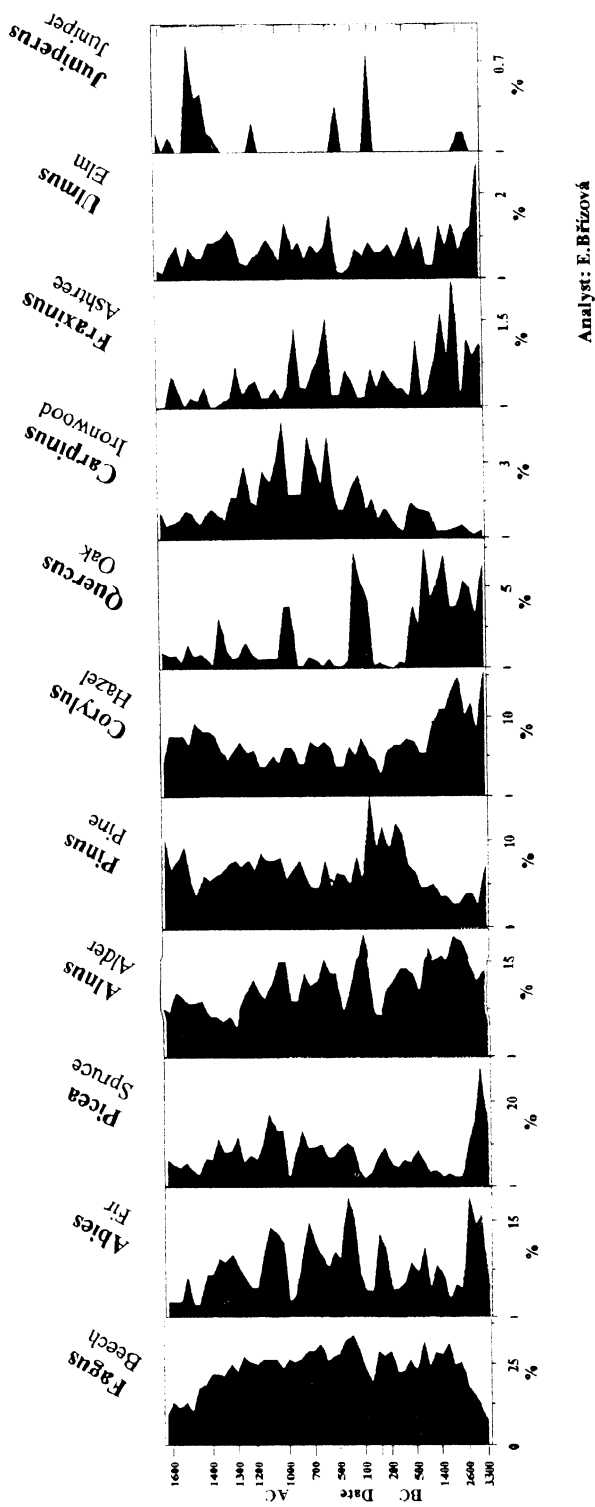 Fagus
Beech
Abies
Fir
Picea
Spruce
Alnus
Alder
Pinus
Pine
Corylus
Hazel
Quercus
Oak
Carpinus
Ironwood
Fraxinus
Ashtree
Ulmus
Elm
Juniperus
Juniper
BC Date AC
1600
1400
1300
1200
1000
700
500
100
200
600
1400
2600
3300
0 25 %
15 %
20 %
15 %
10 %
10 %
5 %
3 %
1.5 %
2 %
0.7 %
Analyst: E.Břízová